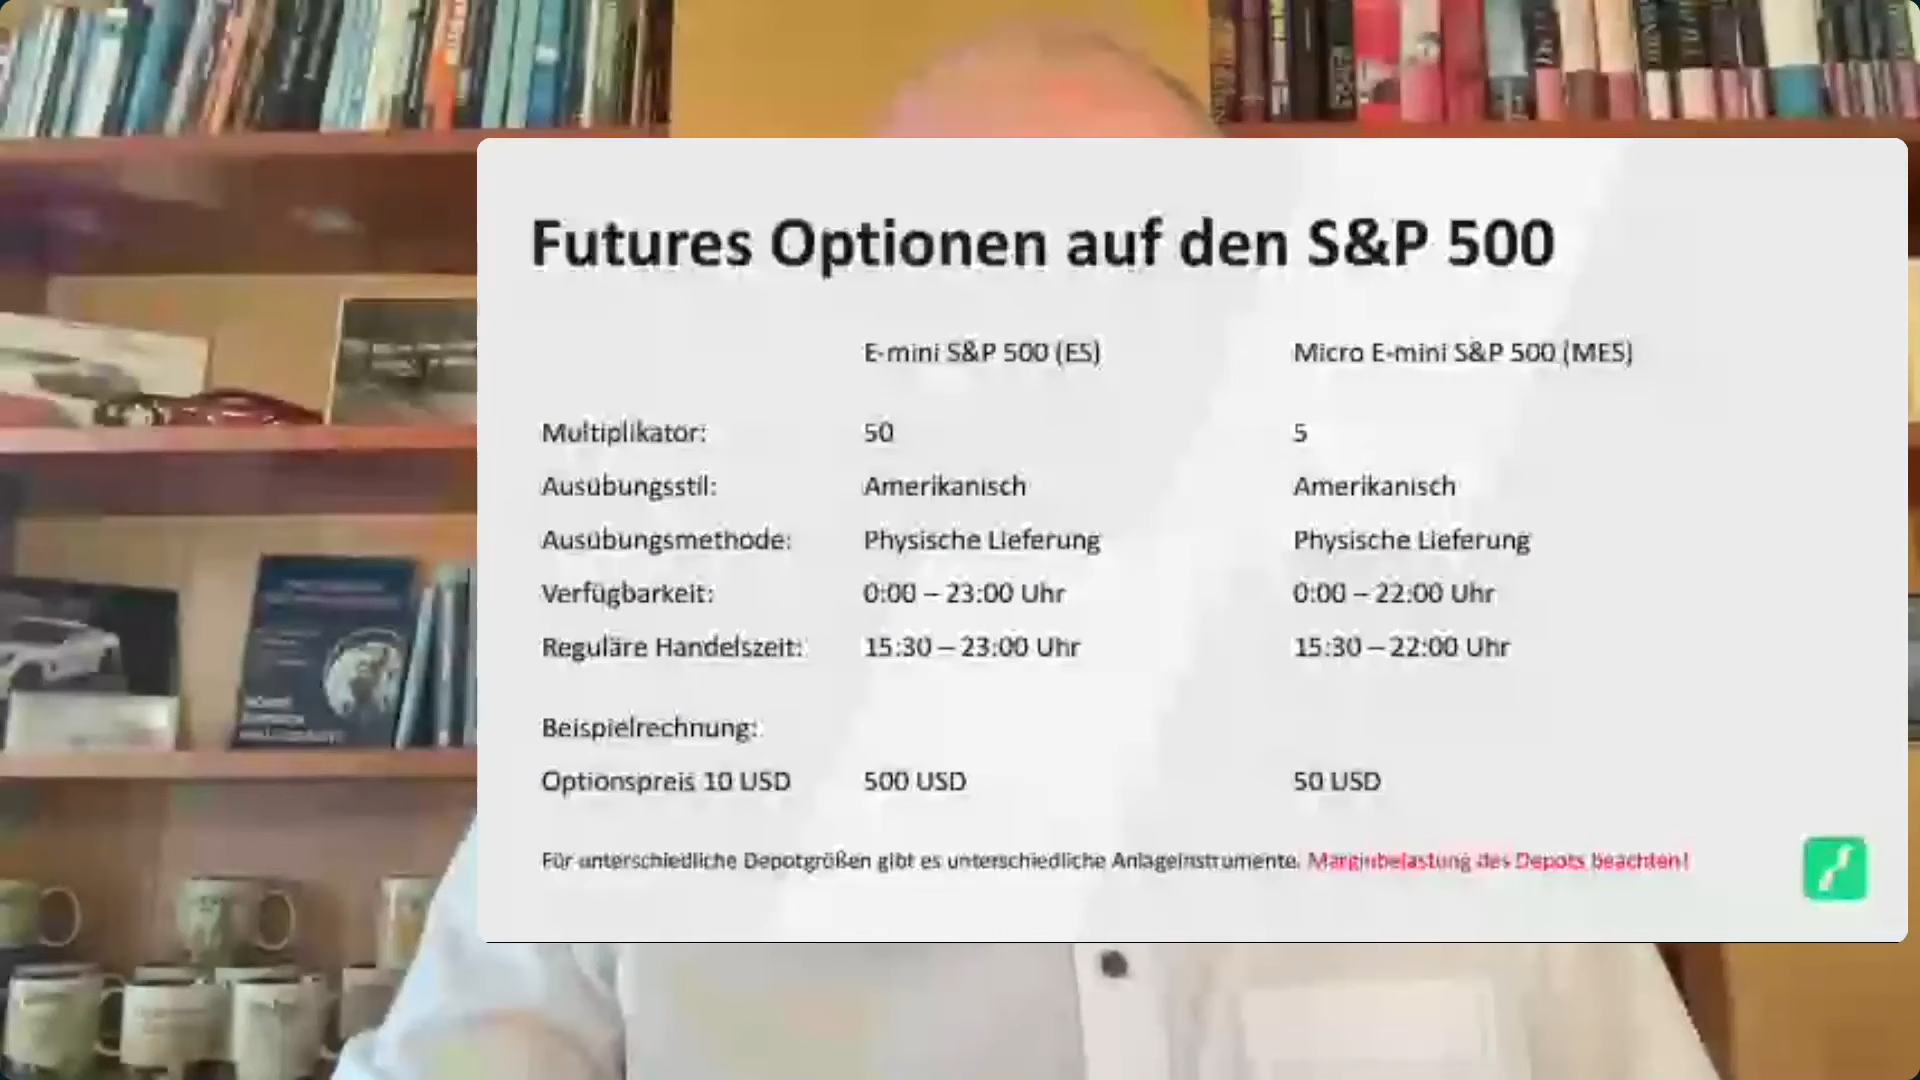 Futures Optionen auf den S&P 500
E-mini S&P 500 (ES) Micro E-mini S&P 500 (MES)
Multiplikator: 50 5
Ausübungsstil: Amerikanisch Amerikanisch
Ausübungsmethode: Physische Lieferung Physische Lieferung
Verfügbarkeit: 0:00 – 23:00 Uhr 0:00 – 22:00 Uhr
Reguläre Handelszeit: 15:30 – 23:00 Uhr 15:30 – 22:00 Uhr
Beispielrechnung:
Optionspreis 10 USD 500 USD 50 USD
Für unterschiedliche Depotgrößen gibt es unterschiedliche Anlageinstrumente. Marginbelastung des Depots beachten!